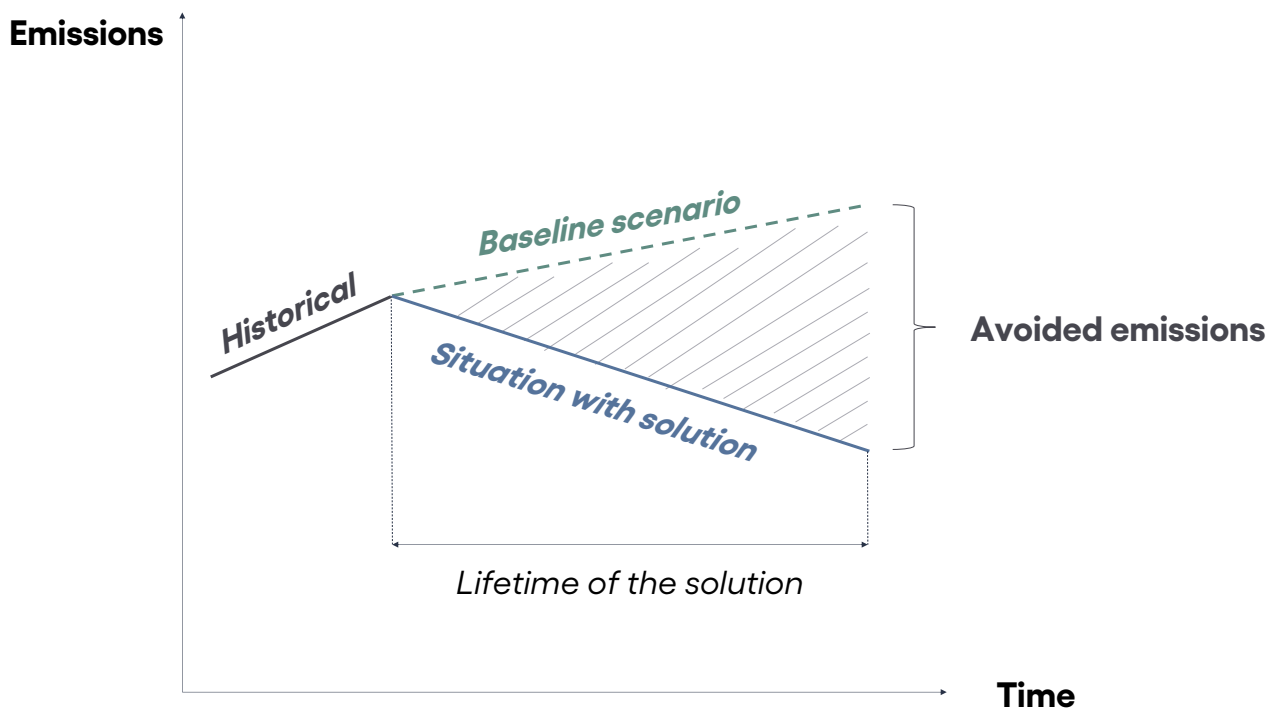 Emissions
Baseline scenario
Historical
Avoided emissions
Situation with solution
Lifetime of the solution
Time